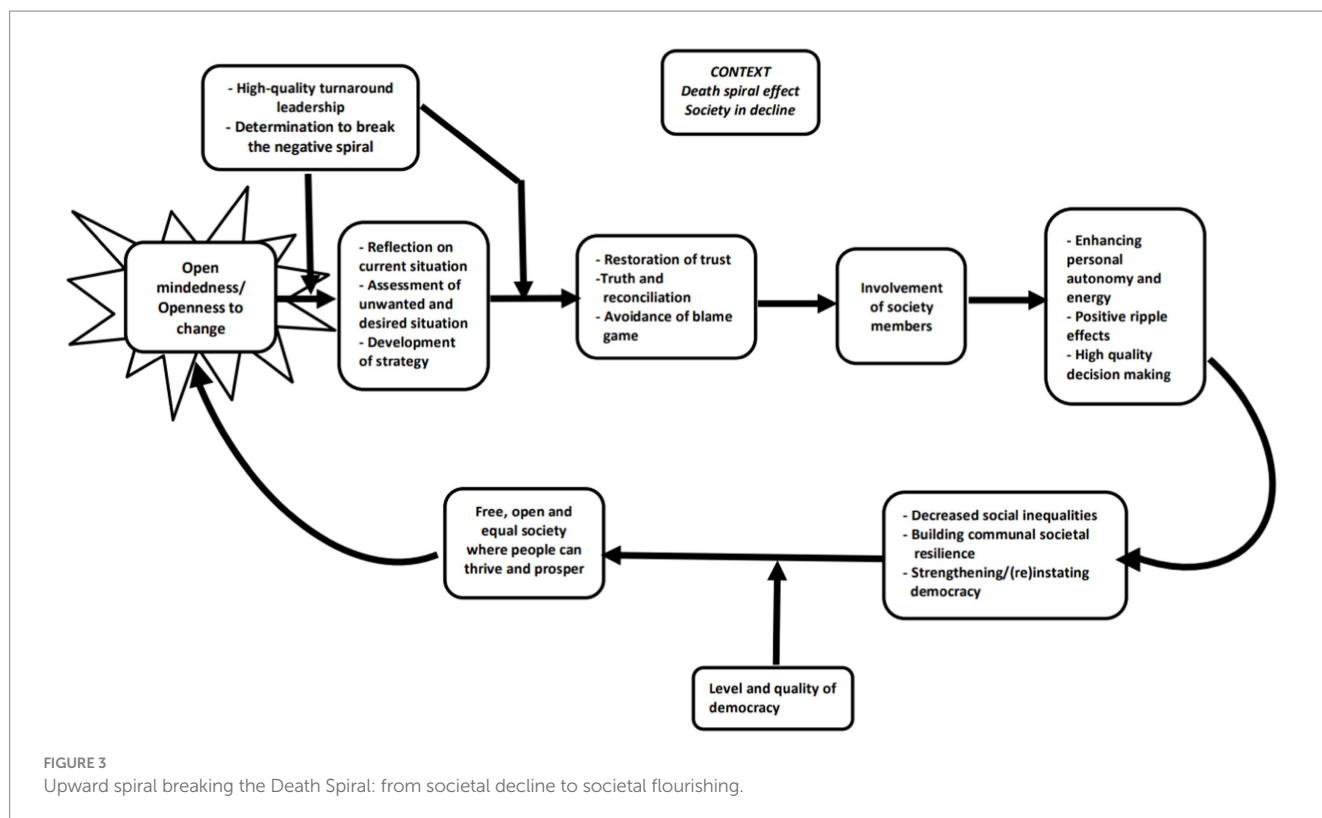 - High-quality turnaround
leadership
- Determination to break
the negative spiral
CONTEXT
Death spiral effect
Society in decline
Open
mindedness/
Openness to
change
- Reflection on
current situation
- Assessment of
unwanted and
desired situation
- Development
of strategy
- Restoration of trust
-Truth and
reconciliation
- Avoidance of blame
game
Involvement
of society
members
- Enhancing
personal
autonomy and
energy
- Positive ripple
effects
- High quality
decision making
- Decreased social inequalities
- Building communal societal
resilience
- Strengthening/(re)instating
democracy
Free, open and
equal society
where people can
thrive and prosper
Level and quality of
democracy
FIGURE 3
Upward spiral breaking the Death Spiral: from societal decline to societal flourishing.